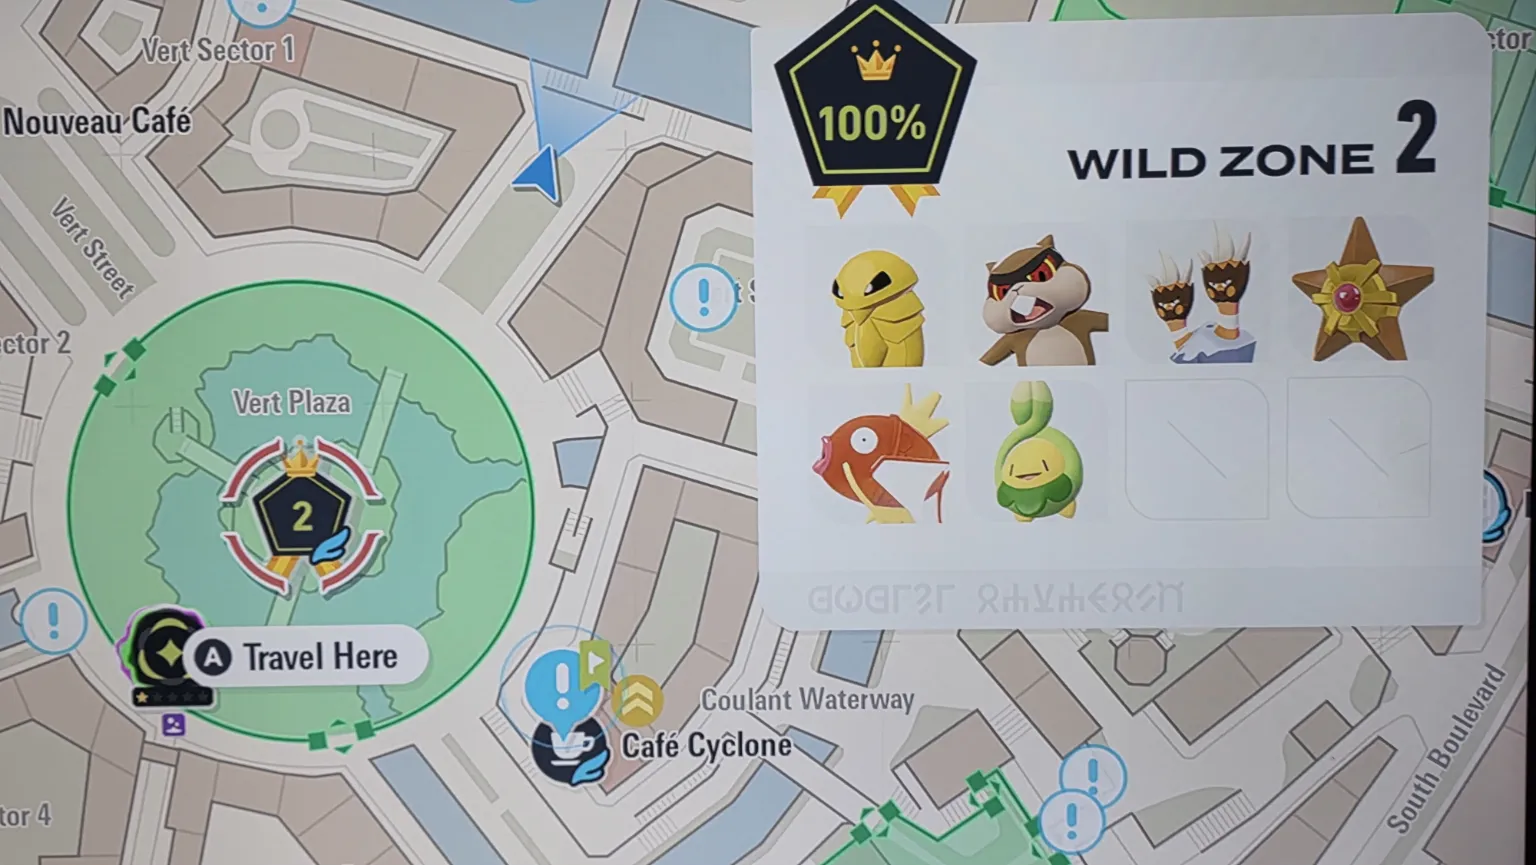 Vert Sector 1
Nouveau Café
Vert Street
ector 2
Vert Plaza
2
A Travel Here
Coulant Waterway
Café Cyclone
tor 4
South Boulevard
ctor
100%
WILD ZONE 2